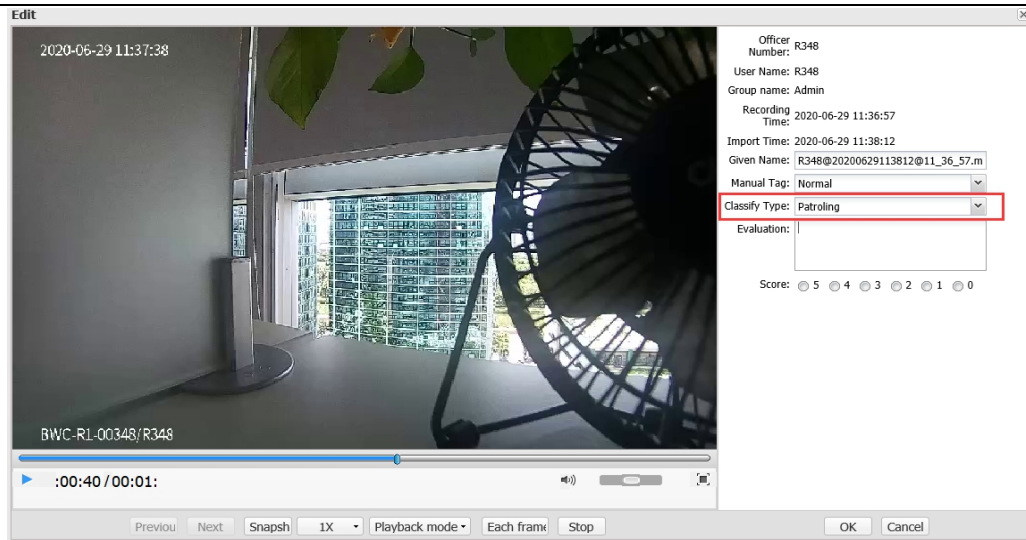 Edit
2020-06-29 11:37:38
BWC-R1-00348/R348
:00:40 / 00:01:
Previou Next Snapsh 1X Playback mode Each frame Stop
Officer Number: R348
User Name: R348
Group name: Admin
Recording Time: 2020-06-29 11:36:57
Import Time: 2020-06-29 11:38:12
Given Name: R348@20200629113812@11_36_57.m
Manual Tag: Normal
Classify Type: Patroling
Evaluation:
Score: 5 4 3 2 1 0
OK Cancel